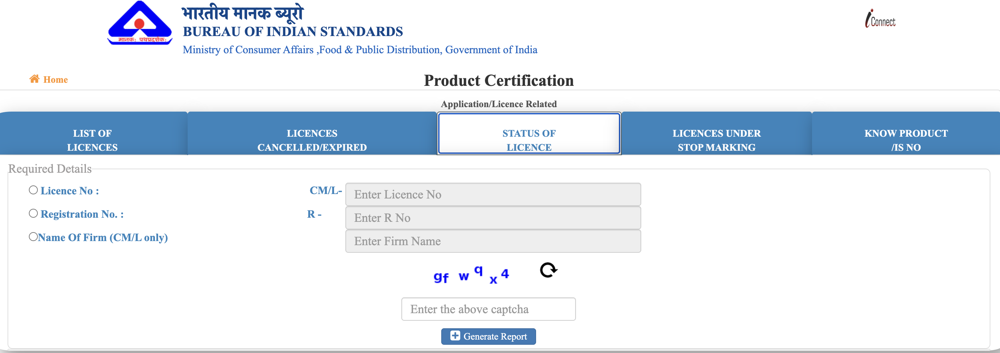 भारतीय मानक ब्यूरो
BUREAU OF INDIAN STANDARDS
Ministry of Consumer Affairs ,Food & Public Distribution, Government of India
मानक: पथप्रदर्शक:
iConnect
Home
Product Certification
Application/Licence Related
LIST OF
LICENCES
LICENCES
CANCELLED/EXPIRED
STATUS OF
LICENCE
LICENCES UNDER
STOP MARKING
KNOW PRODUCT
/IS NO
Required Details
Licence No : CM/L- Enter Licence No
Registration No. : R - Enter R No
Name Of Firm (CM/L only) Enter Firm Name
gf w q x 4
Enter the above captcha
Generate Report